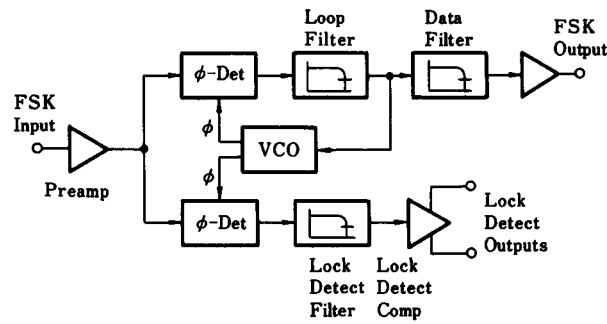 Loop
Filter
Data
Filter
FSK
Output
ϕ-Det
FSK
Input
ϕ
VCO
Preamp
ϕ
ϕ-Det
Lock
Detect
Outputs
Lock
Detect
Filter
Lock
Detect
Comp